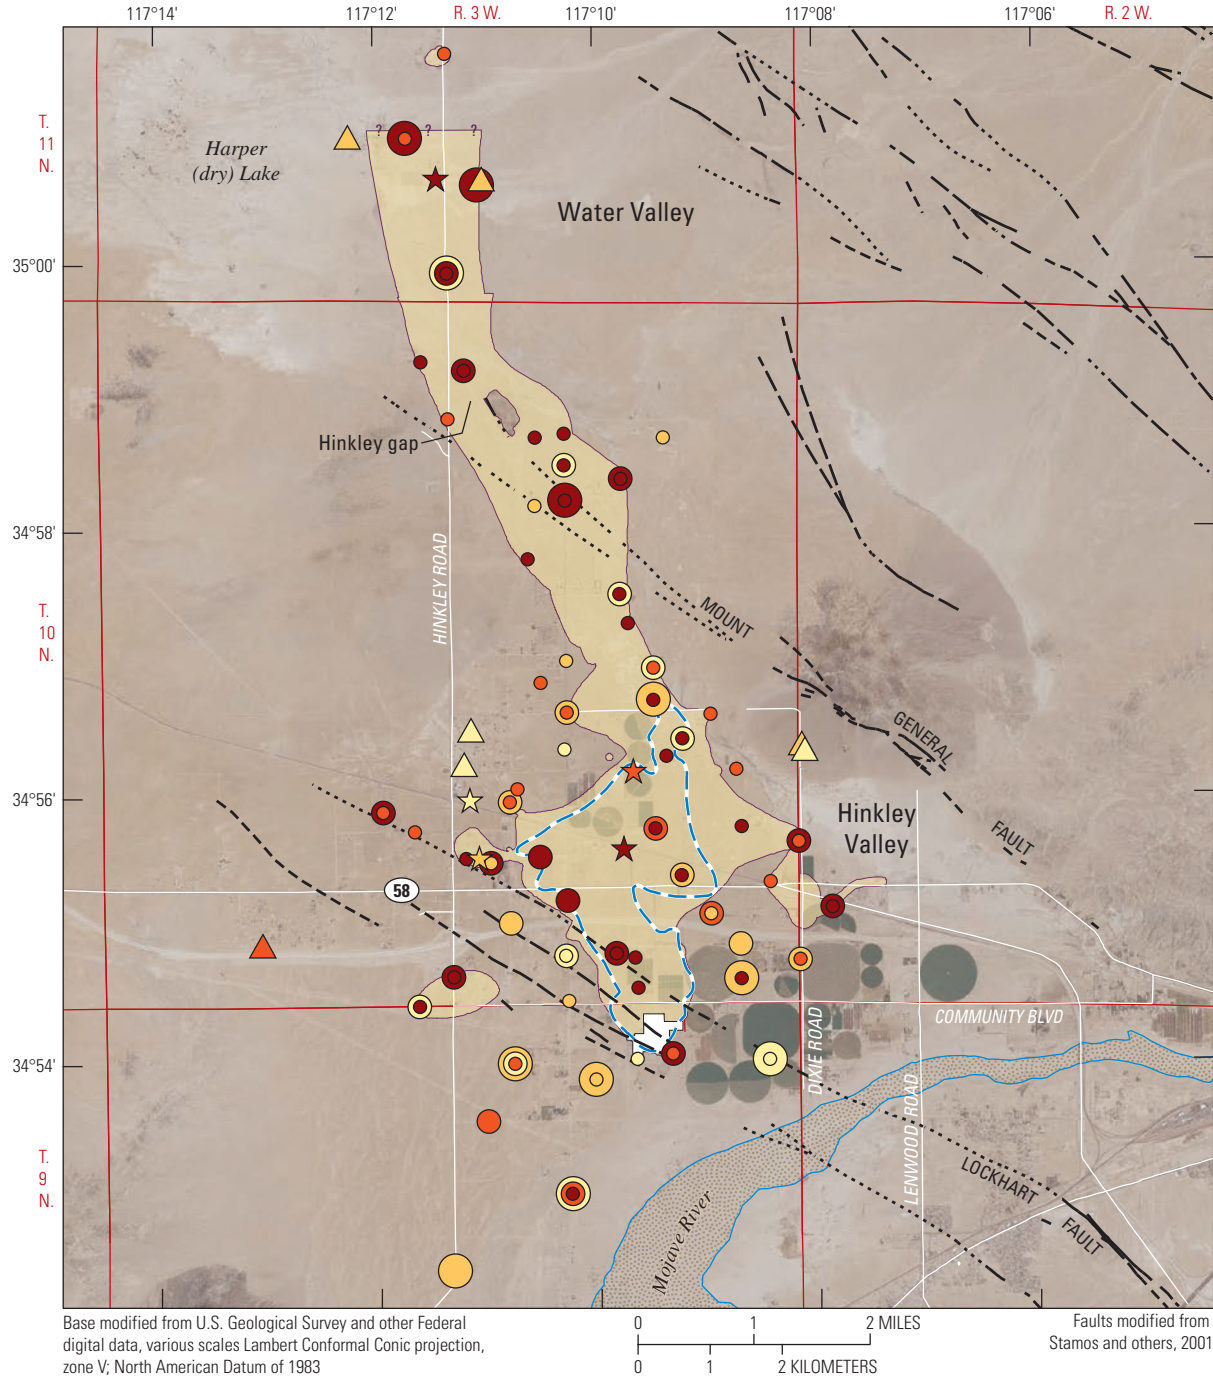 117°14'
117°12'
R. 3 W.
117°10'
117°08'
117°06'
R. 2 W.
T.
11
N.
Harper
(dry) Lake
?
?
?
Water Valley
35°00'
Hinkley gap
34°58'
HINKLEY ROAD
T.
10
N.
MOUNT
GENERAL
FAULT
34°56'
Hinkley
Valley
58
COMMUNITY BLVD
DIXIE ROAD
LENWOOD ROAD
34°54'
T.
9
N.
LOCKHART
FAULT
Mojave River
Base modified from U.S. Geological Survey and other Federal
digital data, various scales Lambert Conformal Conic projection,
zone V; North American Datum of 1983
0
1
2 MILES
0
1
2 KILOMETERS
Faults modified from
Stamos and others, 2001